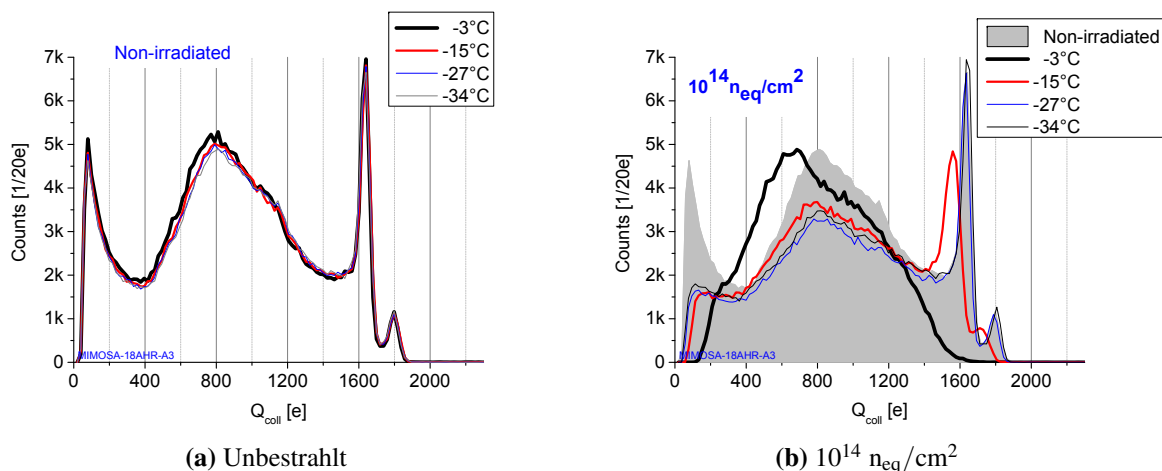 Non-irradiated
-3°C
-15°C
-27°C
-34°C
7k
6k
5k
4k
3k
2k
1k
0
Counts [1/20e]
MIMOSA-18AHR-A3
0 400 800 1200 1600 2000
Q_coll [e]
(a) Unbestrahlt
Non-irradiated
-3°C
-15°C
-27°C
-34°C
10^14 n_eq/cm^2
7k
6k
5k
4k
3k
2k
1k
0
Counts [1/20e]
MIMOSA-18AHR-A3
0 400 800 1200 1600 2000
Q_coll [e]
(b) 10^14 n_eq/cm^2